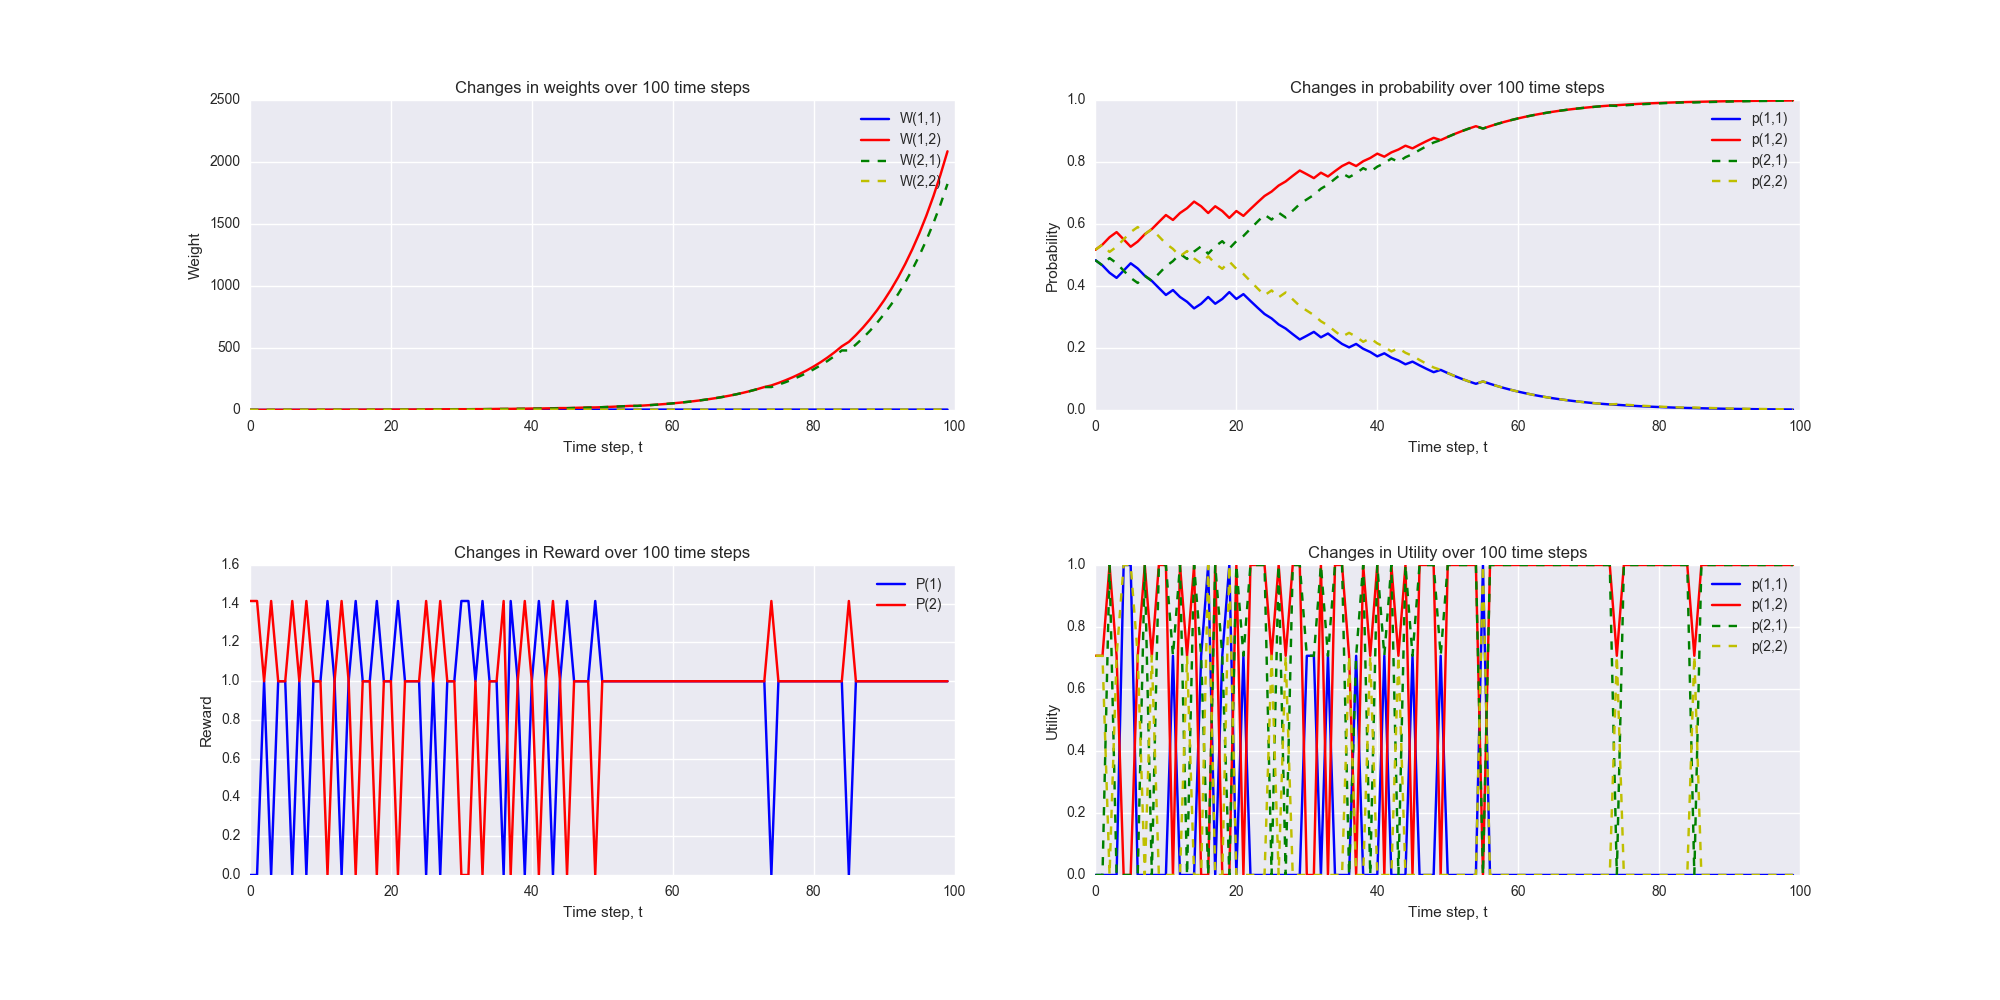 Changes in weights over 100 time steps
2500
2000
1500
1000
500
0
Weight
0 20 40 60 80 100
Time step, t
W(1,1)
W(1,2)
W(2,1)
W(2,2)
Changes in probability over 100 time steps
1.0
0.8
0.6
0.4
0.2
0.0
Probability
0 20 40 60 80 100
Time step, t
p(1,1)
p(1,2)
p(2,1)
p(2,2)
Changes in Reward over 100 time steps
1.6
1.4
1.2
1.0
0.8
0.6
0.4
0.2
0.0
Reward
0 20 40 60 80 100
Time step, t
P(1)
P(2)
Changes in Utility over 100 time steps
1.0
0.8
0.6
0.4
0.2
0.0
Utility
0 20 40 60 80 100
Time step, t
p(1,1)
p(1,2)
p(2,1)
p(2,2)